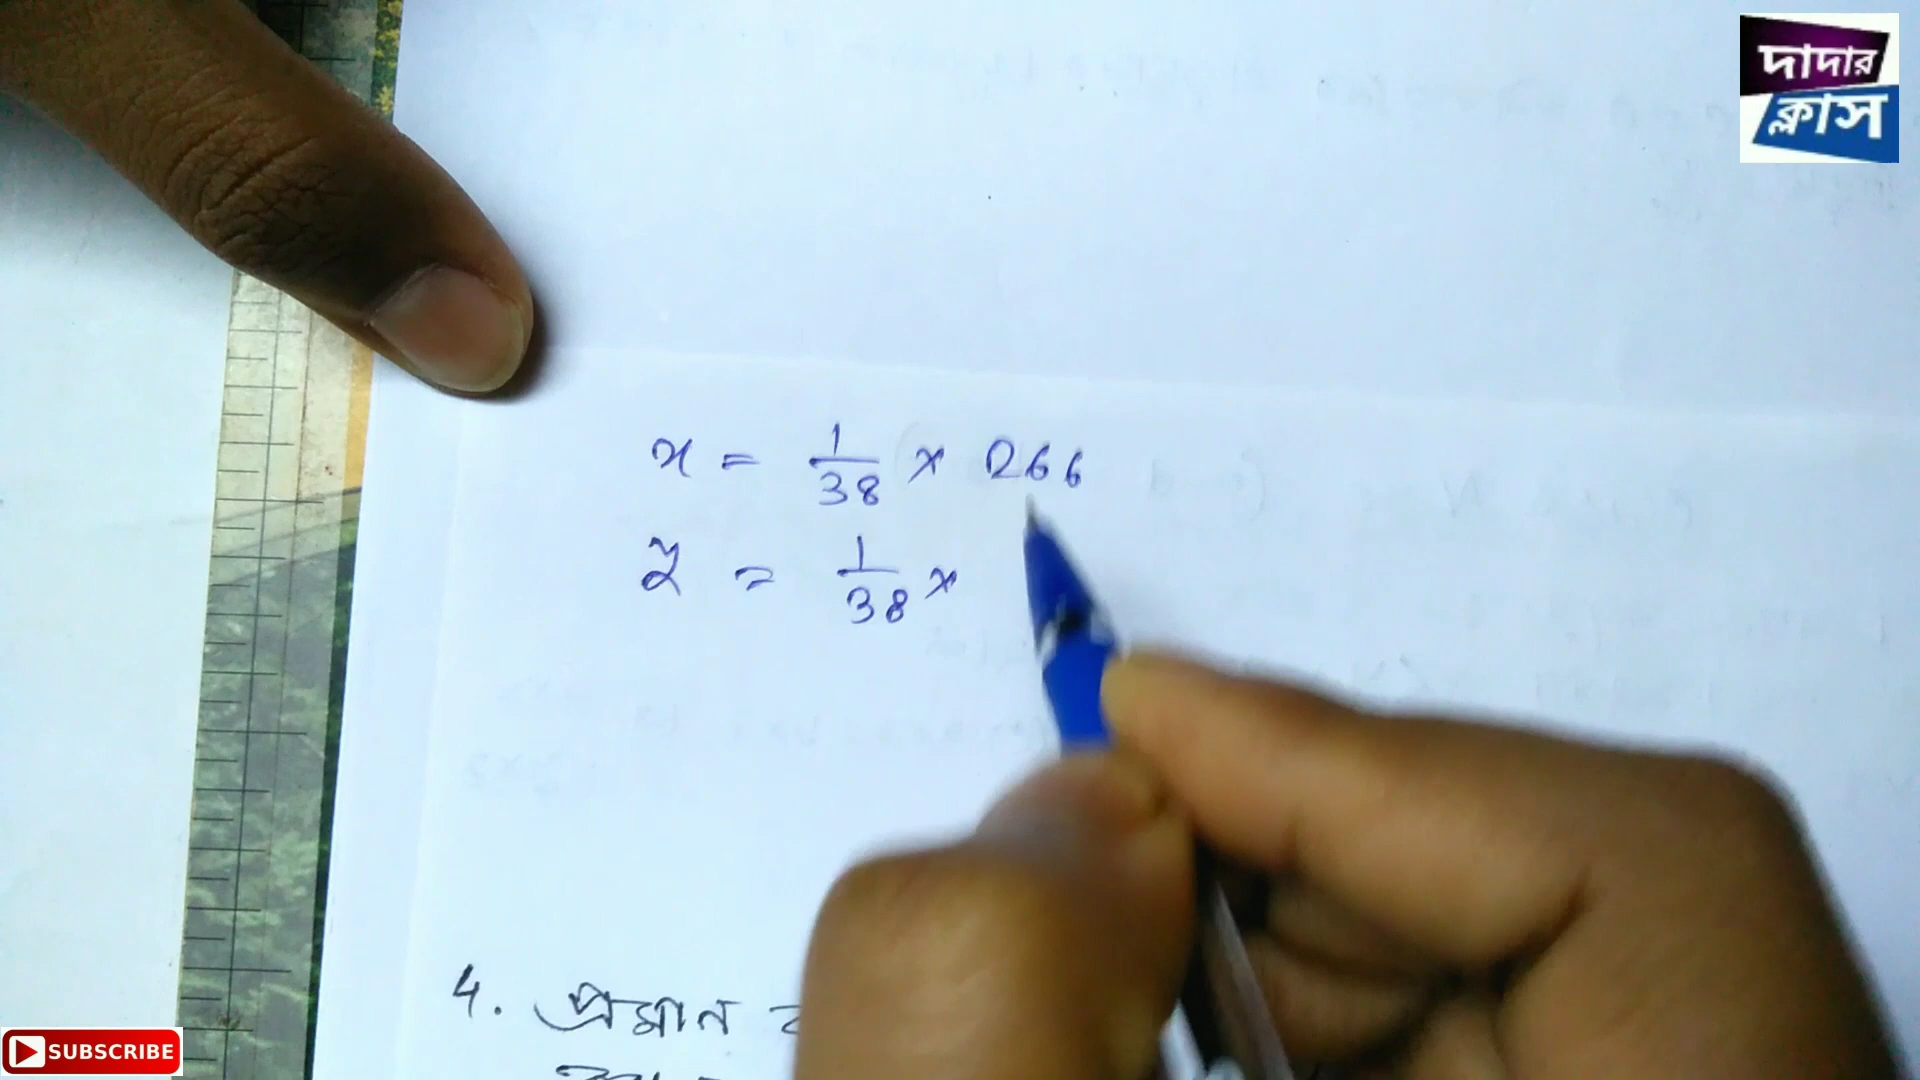 দাদার
ক্লাস
x = 1/38 × 266
z = 1/38 ×
4. প্রমান
SUBSCRIBE